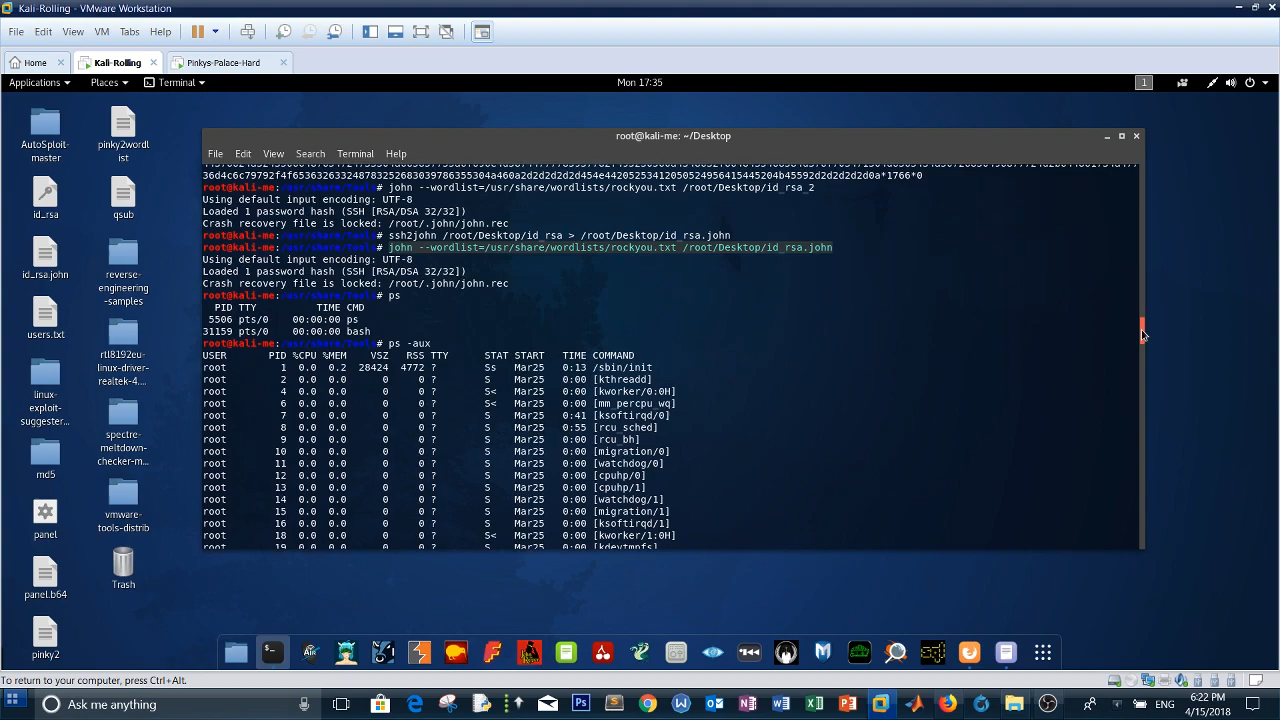 Kali-Rolling - VMware Workstation
File Edit View VM Tabs Help
Home Kali-Rolling Pinkys-Palace-Hard
Applications Places Terminal Mon 17:35 1
AutoSploit-
master
pinky2wordl
ist
id_rsa
qsub
id_rsa.john
reverse-
engineering
-samples
users.txt
rtl8192eu-
linux-driver
-realtek-4....
linux-
exploit-
suggester...
spectre-
meltdown-
checker-m...
md5
vmware-
tools-distrib
panel
Trash
panel.b64
pinky2
root@kali-me: ~/Desktop
File Edit View Search Terminal Help
root@kali-me:/usr/share/Tools# john --wordlist=/usr/share/wordlists/rockyou.txt /root/Desktop/id_rsa_2
Using default input encoding: UTF-8
Loaded 1 password hash (SSH [RSA/DSA 32/32])
Crash recovery file is locked: /root/.john/john.rec
root@kali-me:/usr/share/Tools# ssh2john /root/Desktop/id_rsa > /root/Desktop/id_rsa.john
root@kali-me:/usr/share/Tools# john --wordlist=/usr/share/wordlists/rockyou.txt /root/Desktop/id_rsa.john
Using default input encoding: UTF-8
Loaded 1 password hash (SSH [RSA/DSA 32/32])
Crash recovery file is locked: /root/.john/john.rec
root@kali-me:/usr/share/Tools# ps
PID TTY TIME CMD
5506 pts/0 00:00:00 ps
31159 pts/0 00:00:00 bash
root@kali-me:/usr/share/Tools# ps -aux
USER PID %CPU %MEM VSZ RSS TTY STAT START TIME COMMAND
root 1 0.0 0.2 28424 4772 ? Ss Mar25 0:13 /sbin/init
root 2 0.0 0.0 0 0 ? S Mar25 0:00 [kthreadd]
root 4 0.0 0.0 0 0 ? S< Mar25 0:00 [kworker/0:0H]
root 6 0.0 0.0 0 0 ? S< Mar25 0:00 [mm_percpu_wq]
root 7 0.0 0.0 0 0 ? S Mar25 0:41 [ksoftirqd/0]
root 8 0.0 0.0 0 0 ? S Mar25 0:55 [rcu_sched]
root 9 0.0 0.0 0 0 ? S Mar25 0:00 [rcu_bh]
root 10 0.0 0.0 0 0 ? S Mar25 0:00 [migration/0]
root 11 0.0 0.0 0 0 ? S Mar25 0:00 [watchdog/0]
root 12 0.0 0.0 0 0 ? S Mar25 0:00 [cpuhp/0]
root 13 0.0 0.0 0 0 ? S Mar25 0:00 [cpuhp/1]
root 14 0.0 0.0 0 0 ? S Mar25 0:00 [watchdog/1]
root 15 0.0 0.0 0 0 ? S Mar25 0:00 [migration/1]
root 16 0.0 0.0 0 0 ? S Mar25 0:00 [ksoftirqd/1]
root 18 0.0 0.0 0 0 ? S< Mar25 0:00 [kworker/1:0H]
root 19 0.0 0.0 0 0 ? S Mar25 0:00 [kdevtmpfs]
To return to your computer, press Ctrl+Alt.
Ask me anything
ENG
6:22 PM
4/15/2018